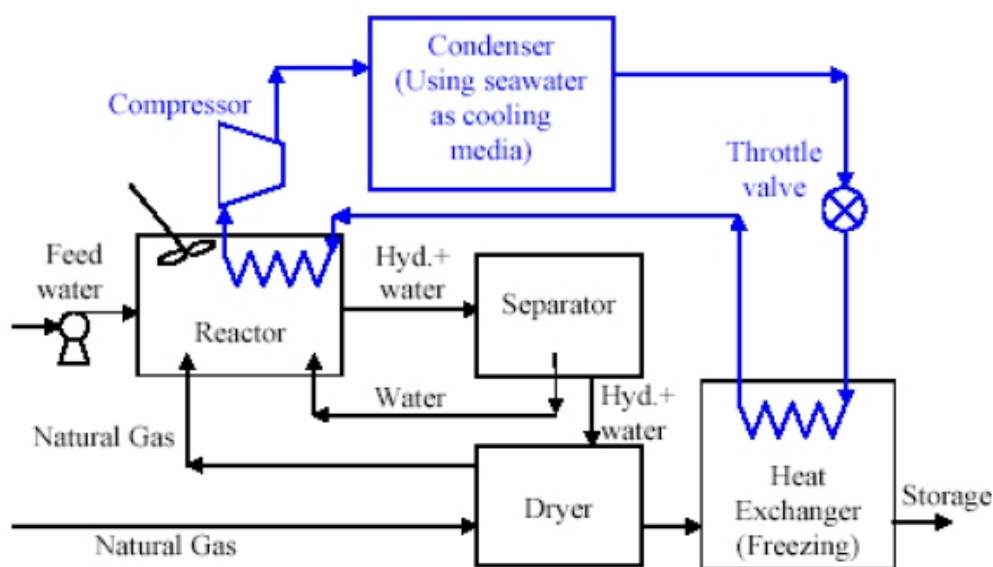 Condenser
(Using seawater
as cooling
media)
Compressor
Throttle
valve
Feed
water
Hyd.+
water
Separator
Reactor
Water
Hyd.+
water
Natural Gas
Dryer
Heat
Exchanger
(Freezing)
Storage
Natural Gas